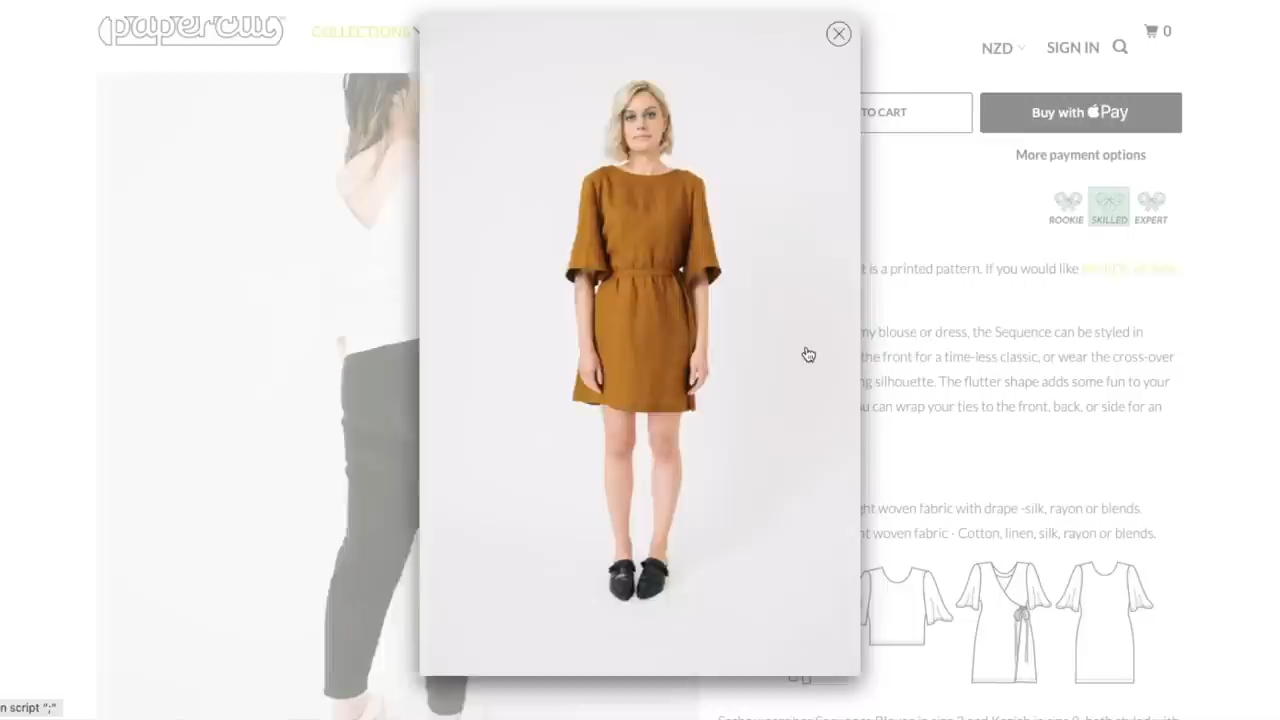 papercut
COLLECTIONS
NZD
SIGN IN
0
TO CART
Buy with Pay
More payment options
ROOKIE
SKILLED
EXPERT
is a printed pattern. If you would like
my blouse or dress, the Sequence can be styled in
the front for a time-less classic, or wear the cross-over
silhouette. The flutter shape adds some fun to your
can wrap your ties to the front, back, or side for an
woven fabric with drape -silk, rayon or blends.
woven fabric - Cotton, linen, silk, rayon or blends.
n script ";"